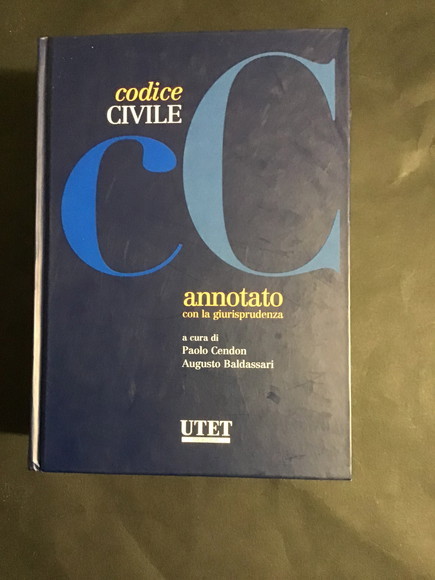 codice
CIVILE
cC
annotato
con la giurisprudenza
a cura di
Paolo Cendon
Augusto Baldassari
UTET